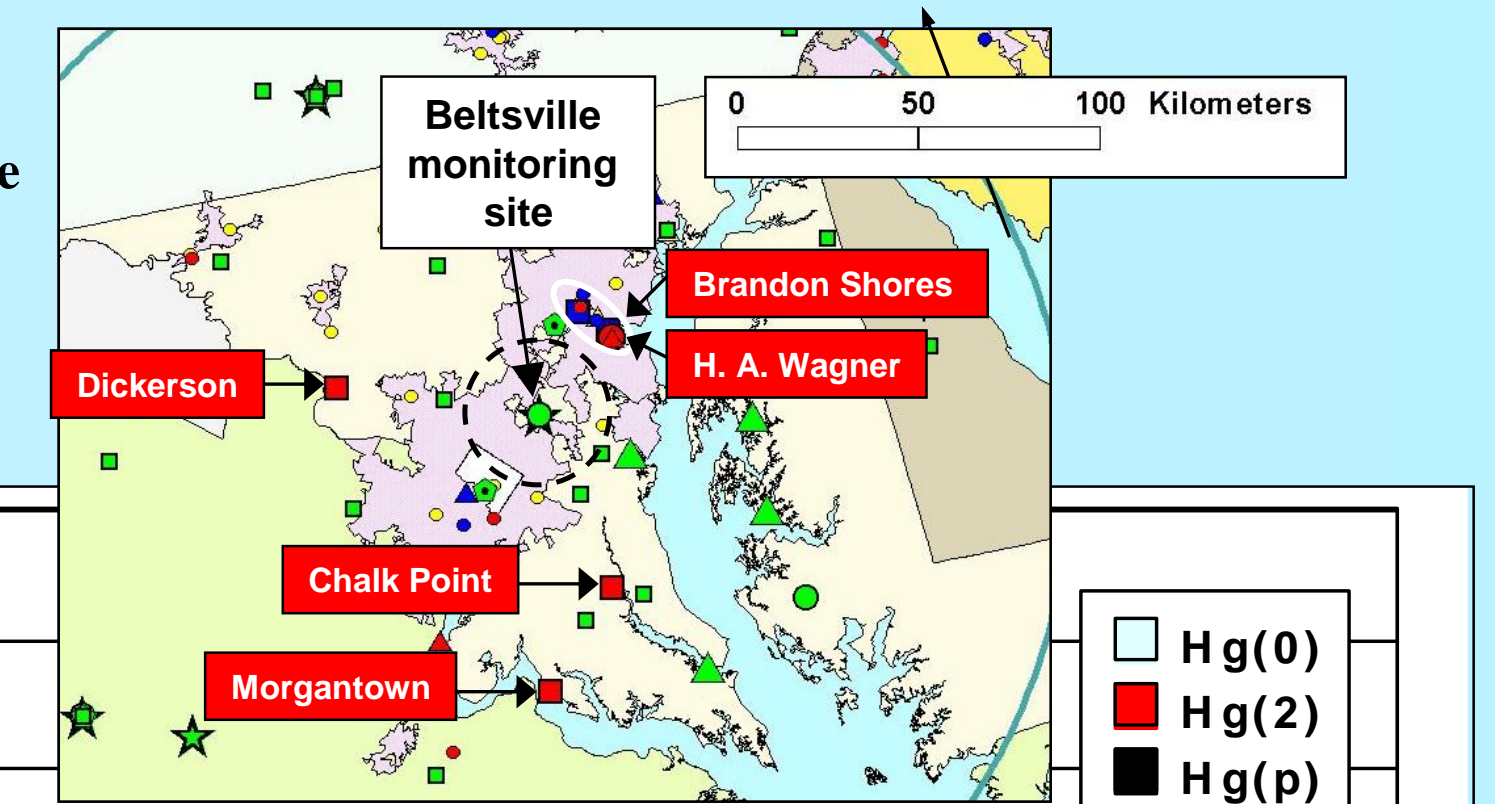 e
Beltsville
monitoring
site
0 50 100 Kilometers
Brandon Shores
H. A. Wagner
Dickerson
Chalk Point
Morgantown
Hg(0)
Hg(2)
Hg(p)